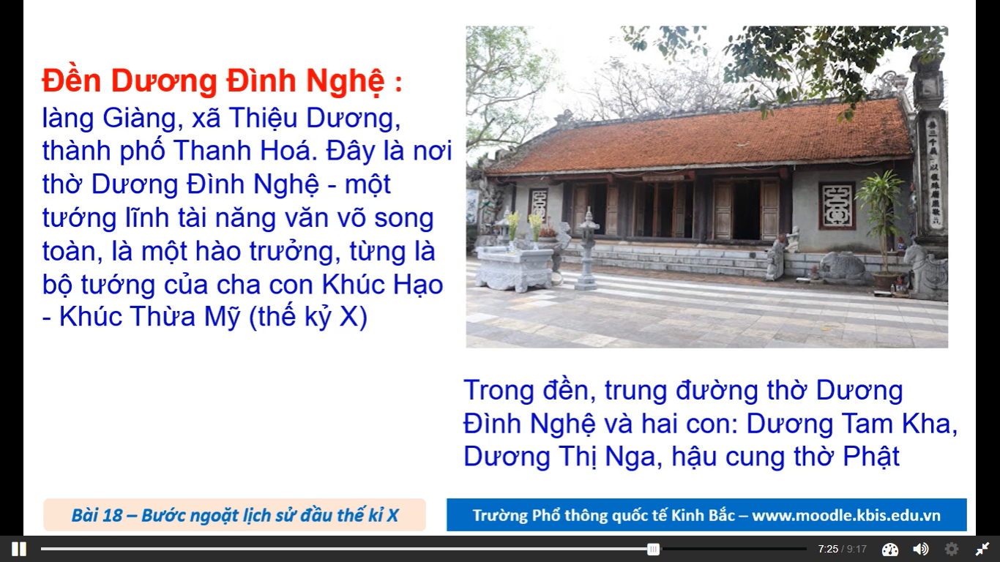 Đền Dương Đình Nghệ :
làng Giàng, xã Thiệu Dương,
thành phố Thanh Hoá. Đây là nơi
thờ Dương Đình Nghệ - một
tướng lĩnh tài năng văn võ song
toàn, là một hào trưởng, từng là
bộ tướng của cha con Khúc Hạo
- Khúc Thừa Mỹ (thế kỷ X)
Trong đền, trung đường thờ Dương
Đình Nghệ và hai con: Dương Tam Kha,
Dương Thị Nga, hậu cung thờ Phật
Bài 18 – Bước ngoặt lịch sử đầu thế kỉ X
Trường Phổ thông quốc tế Kinh Bắc – www.moodle.kbis.edu.vn
7:25 / 9:17